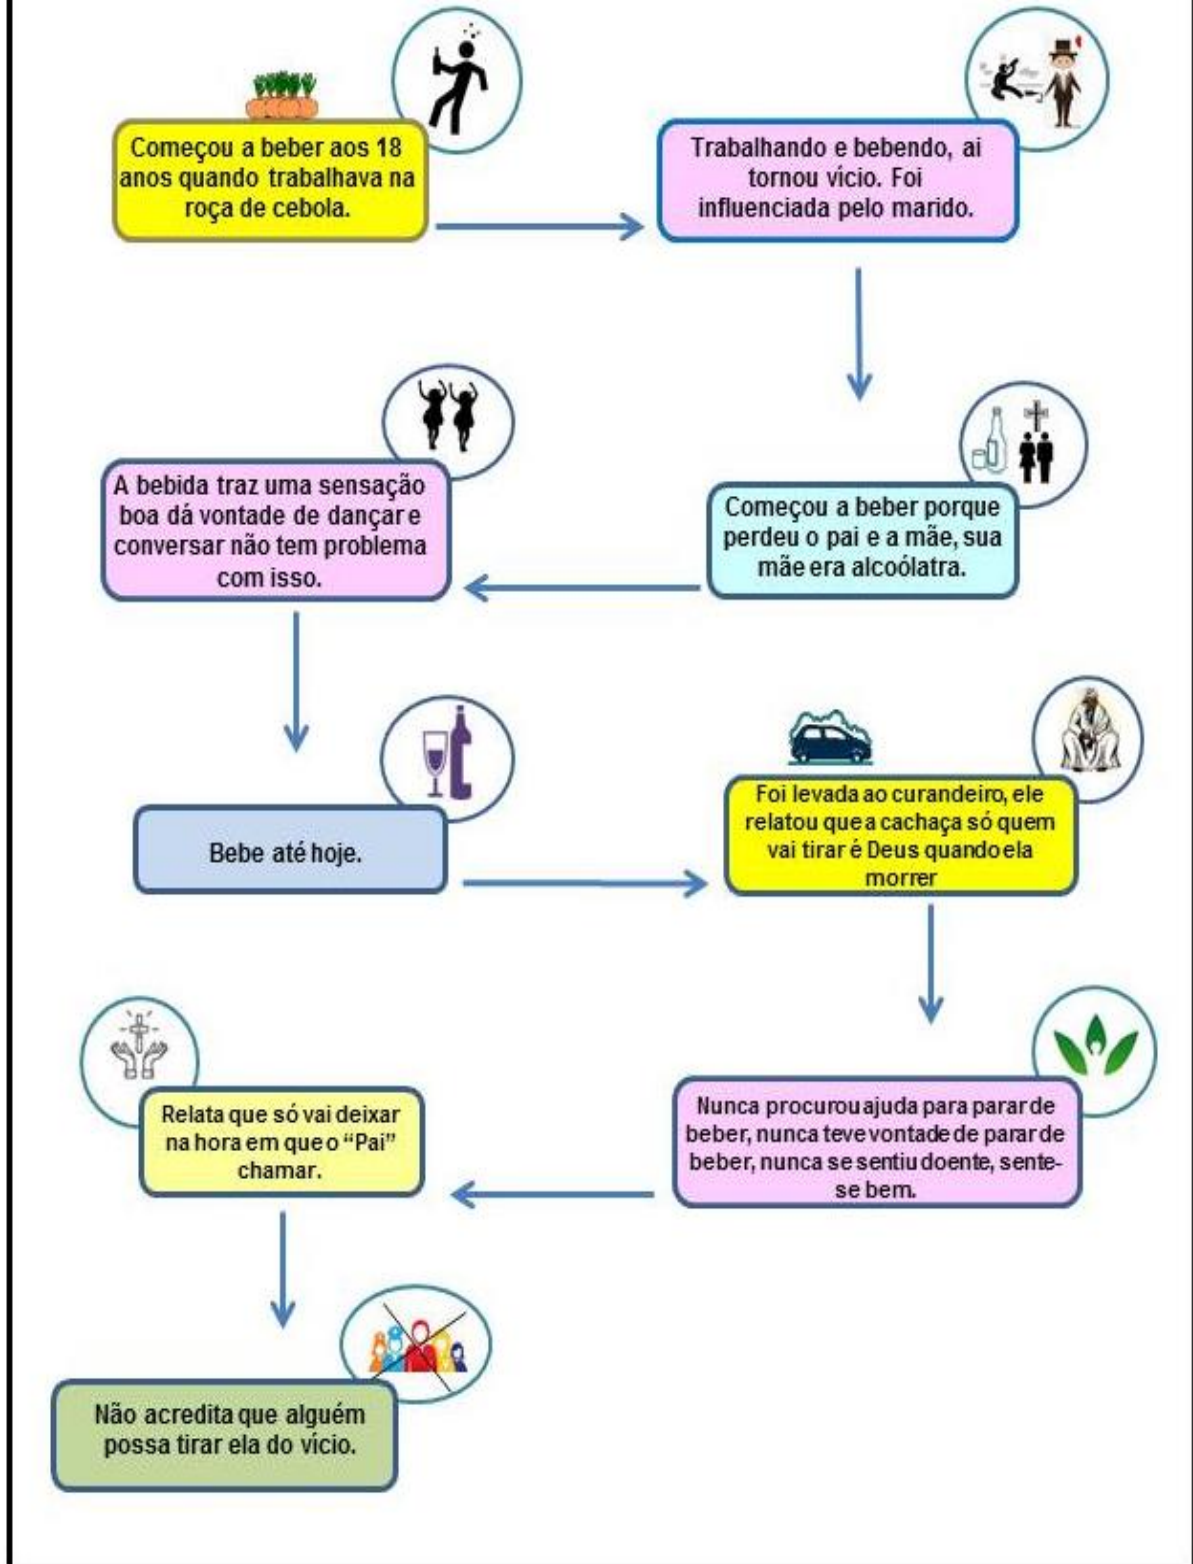 Começou a beber aos 18
anos quando trabalhava na
roça de cebola.
Trabalhando e bebendo, ai
tornou vício. Foi
influenciada pelo marido.
Começou a beber porque
perdeu o pai e a mãe, sua
mãe era alcoólatra.
A bebida traz uma sensação
boa dá vontade de dançar e
conversar não tem problema
com isso.
Bebe até hoje.
Foi levada ao curandeiro, ele
relatou que a cachaça só quem
vai tirar é Deus quando ela
morrer
Nunca procurou ajuda para parar de
beber, nunca teve vontade de parar de
beber, nunca se sentiu doente, sente-
se bem.
Relata que só vai deixar
na hora em que o “Pai”
chamar.
Não acredita que alguém
possa tirar ela do vício.